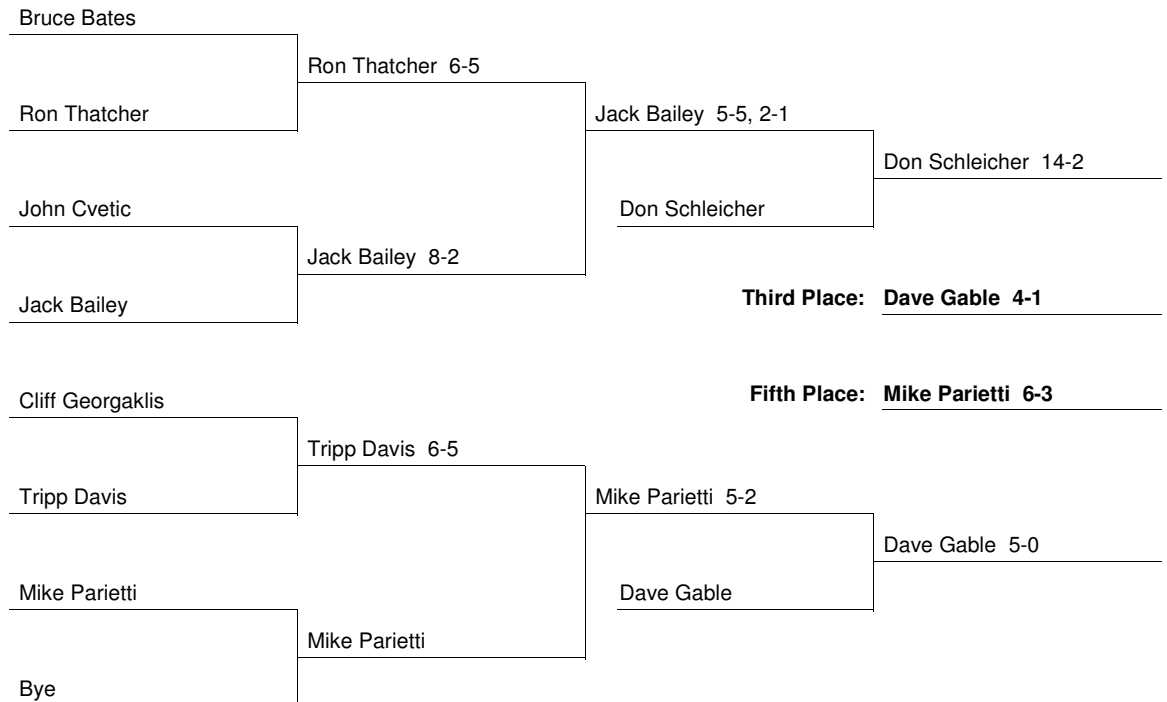 Bruce Bates
Ron Thatcher 6-5
Ron Thatcher
Jack Bailey 5-5, 2-1
Don Schleicher 14-2
John Cvetic
Don Schleicher
Jack Bailey 8-2
Jack Bailey
Third Place: Dave Gable 4-1
Cliff Georgaklis
Fifth Place: Mike Parietti 6-3
Tripp Davis 6-5
Tripp Davis
Mike Parietti 5-2
Dave Gable 5-0
Mike Parietti
Dave Gable
Mike Parietti
Bye